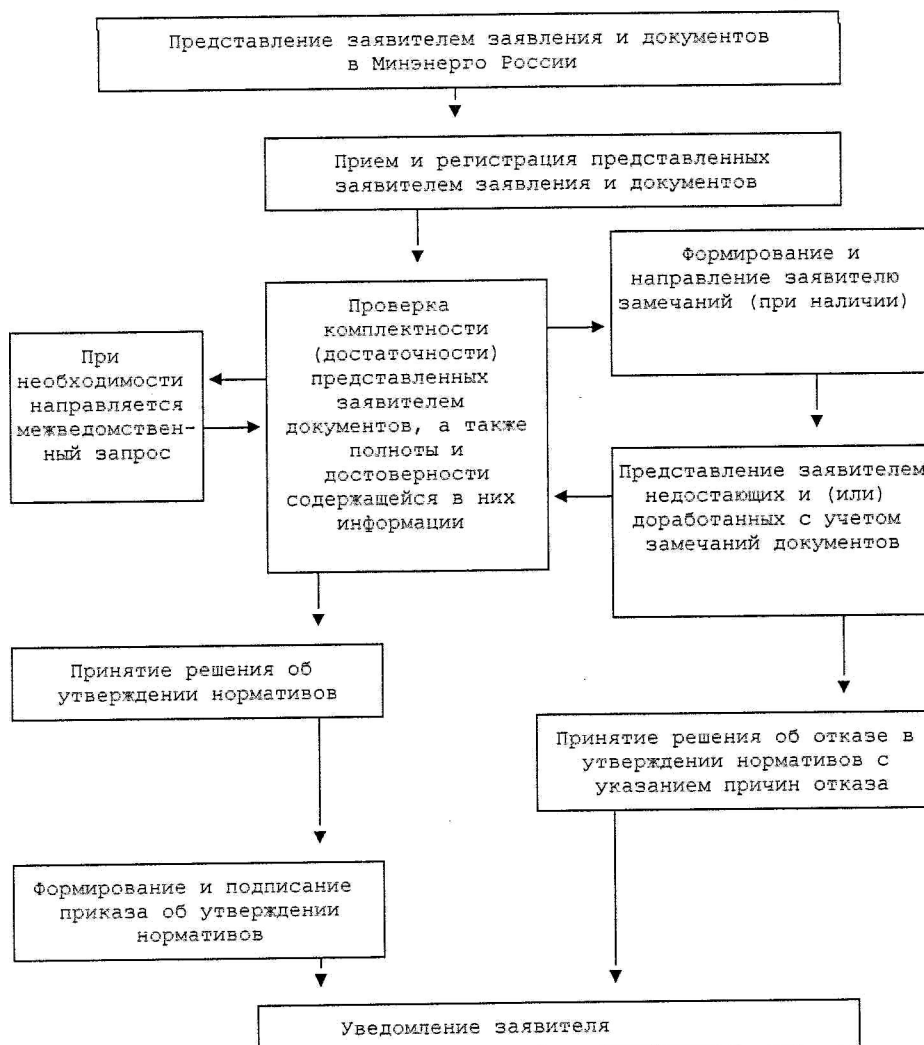 Представление заявителем заявления и документов
в Минэнерго России
Прием и регистрация представленных
заявителем заявления и документов
Формирование и
направление заявителю
замечаний (при наличии)
Проверка
комплектности
(достаточности)
представленных
заявителем
документов, а также
полноты и
достоверности
содержащейся в них
информации
При
необходимости
направляется
межведомствен-
ный запрос
Представление заявителем
недостающих и (или)
доработанных с учетом
замечаний документов
Принятие решения об
утверждении нормативов
Принятие решения об отказе в
утверждении нормативов с
указанием причин отказа
Формирование и подписание
приказа об утверждении
нормативов
Уведомление заявителя